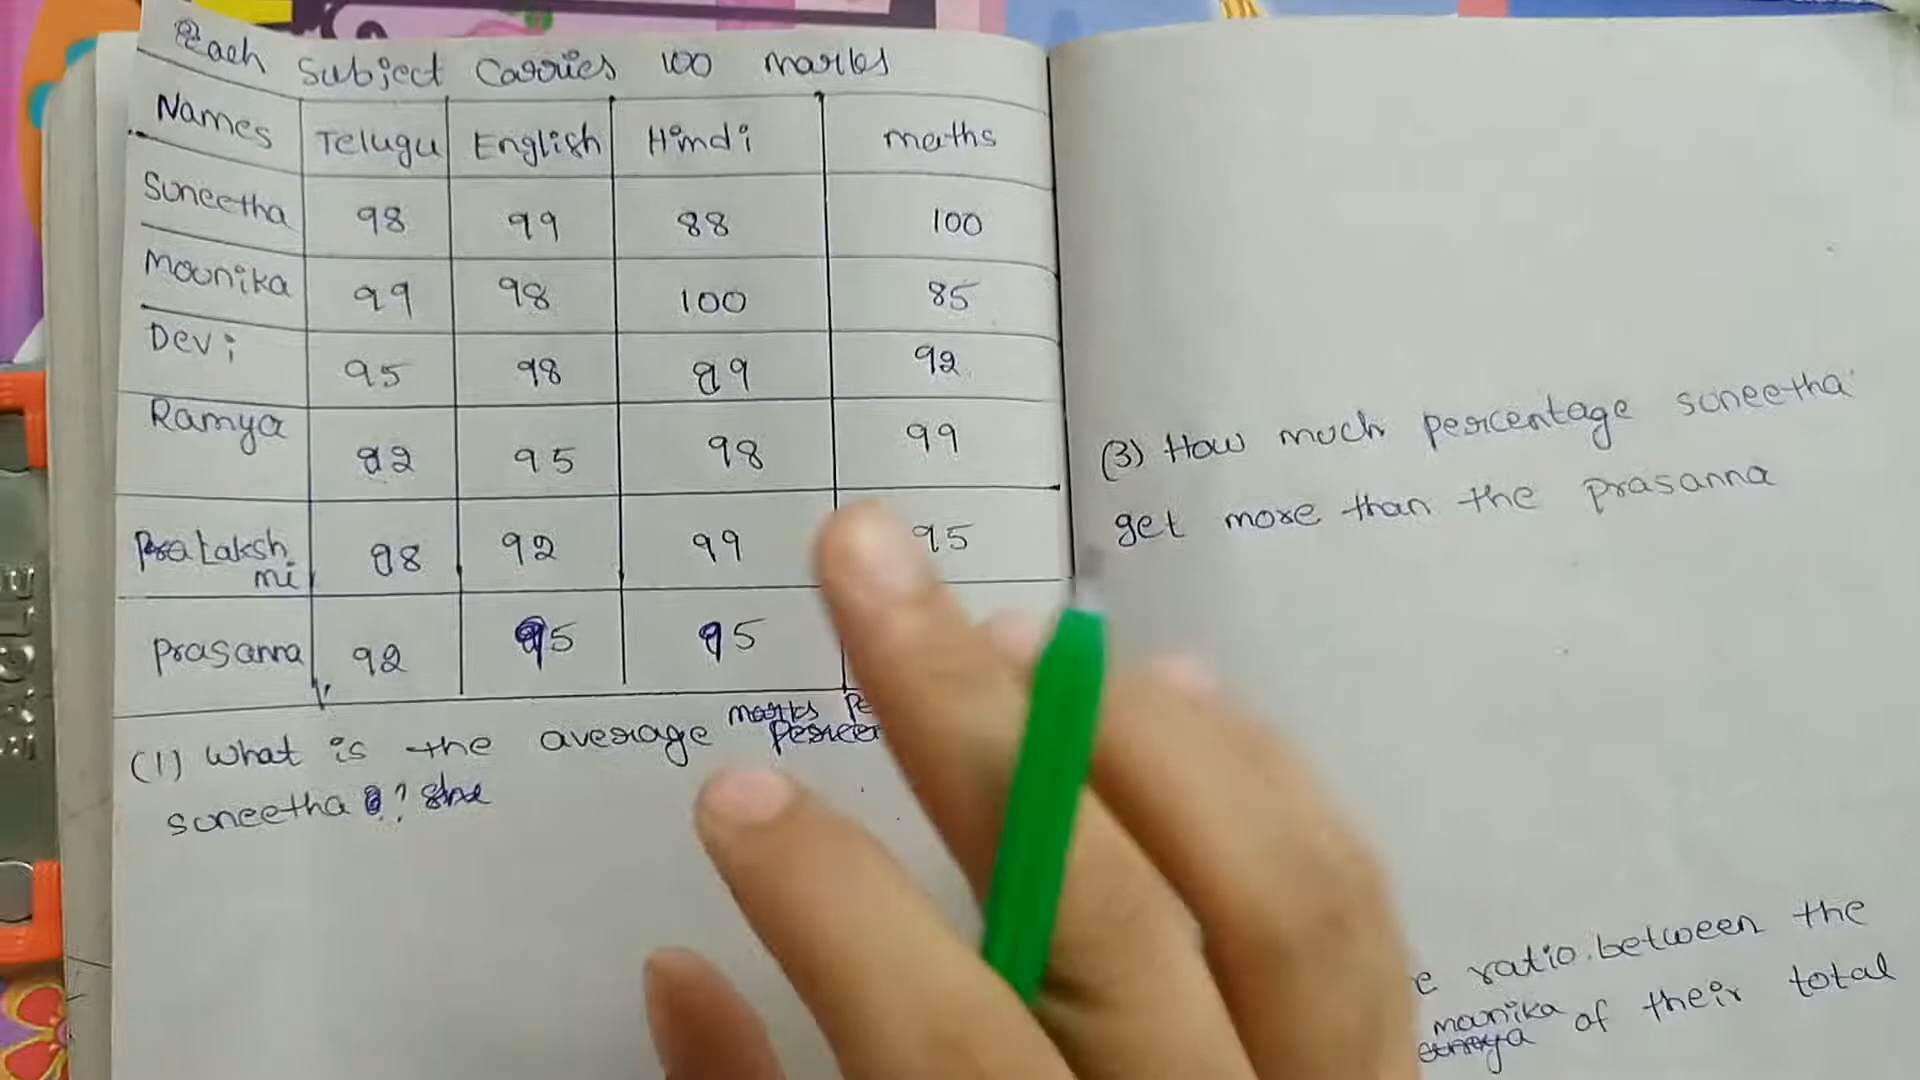 Each Subject Carries 100 marks
Names Telugu English Hindi maths
Suneetha 98 99 88 100
Mounika 99 98 100 85
Devi 95 98 99 92
Ramya 92 95 98 99
98 92 99 95
prasanna 92 95 95
marks
(1) What is the average
suneetha ?
(3) How much percentage suneetha
get more than the prasanna
ratio between the
mounika of their total